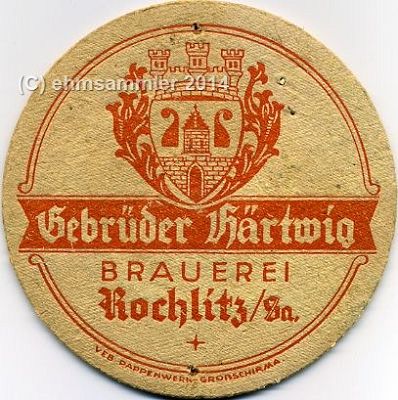 (C) ehmsammler 2014
Gebrüder Härtwig
BRAUEREI
Rochlitz/Sa.
VEB PAPPENWERK-GROßSCHIRMA